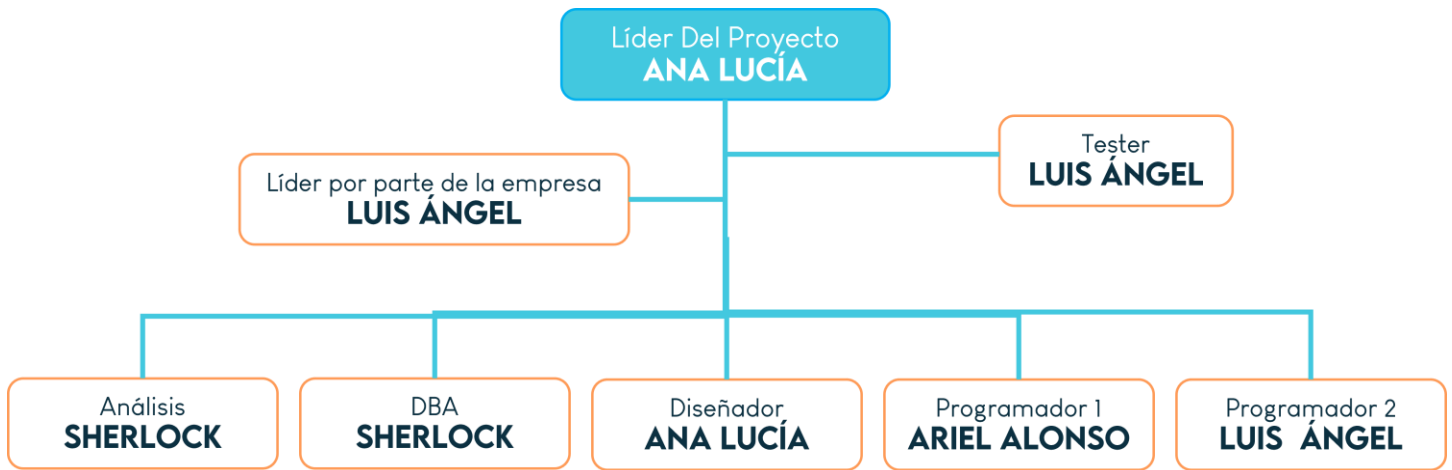 Líder Del Proyecto
ANA LUCÍA
Tester
LUIS ÁNGEL
Líder por parte de la empresa
LUIS ÁNGEL
Análisis
SHERLOCK
DBA
SHERLOCK
Diseñador
ANA LUCÍA
Programador 1
ARIEL ALONSO
Programador 2
LUIS ÁNGEL